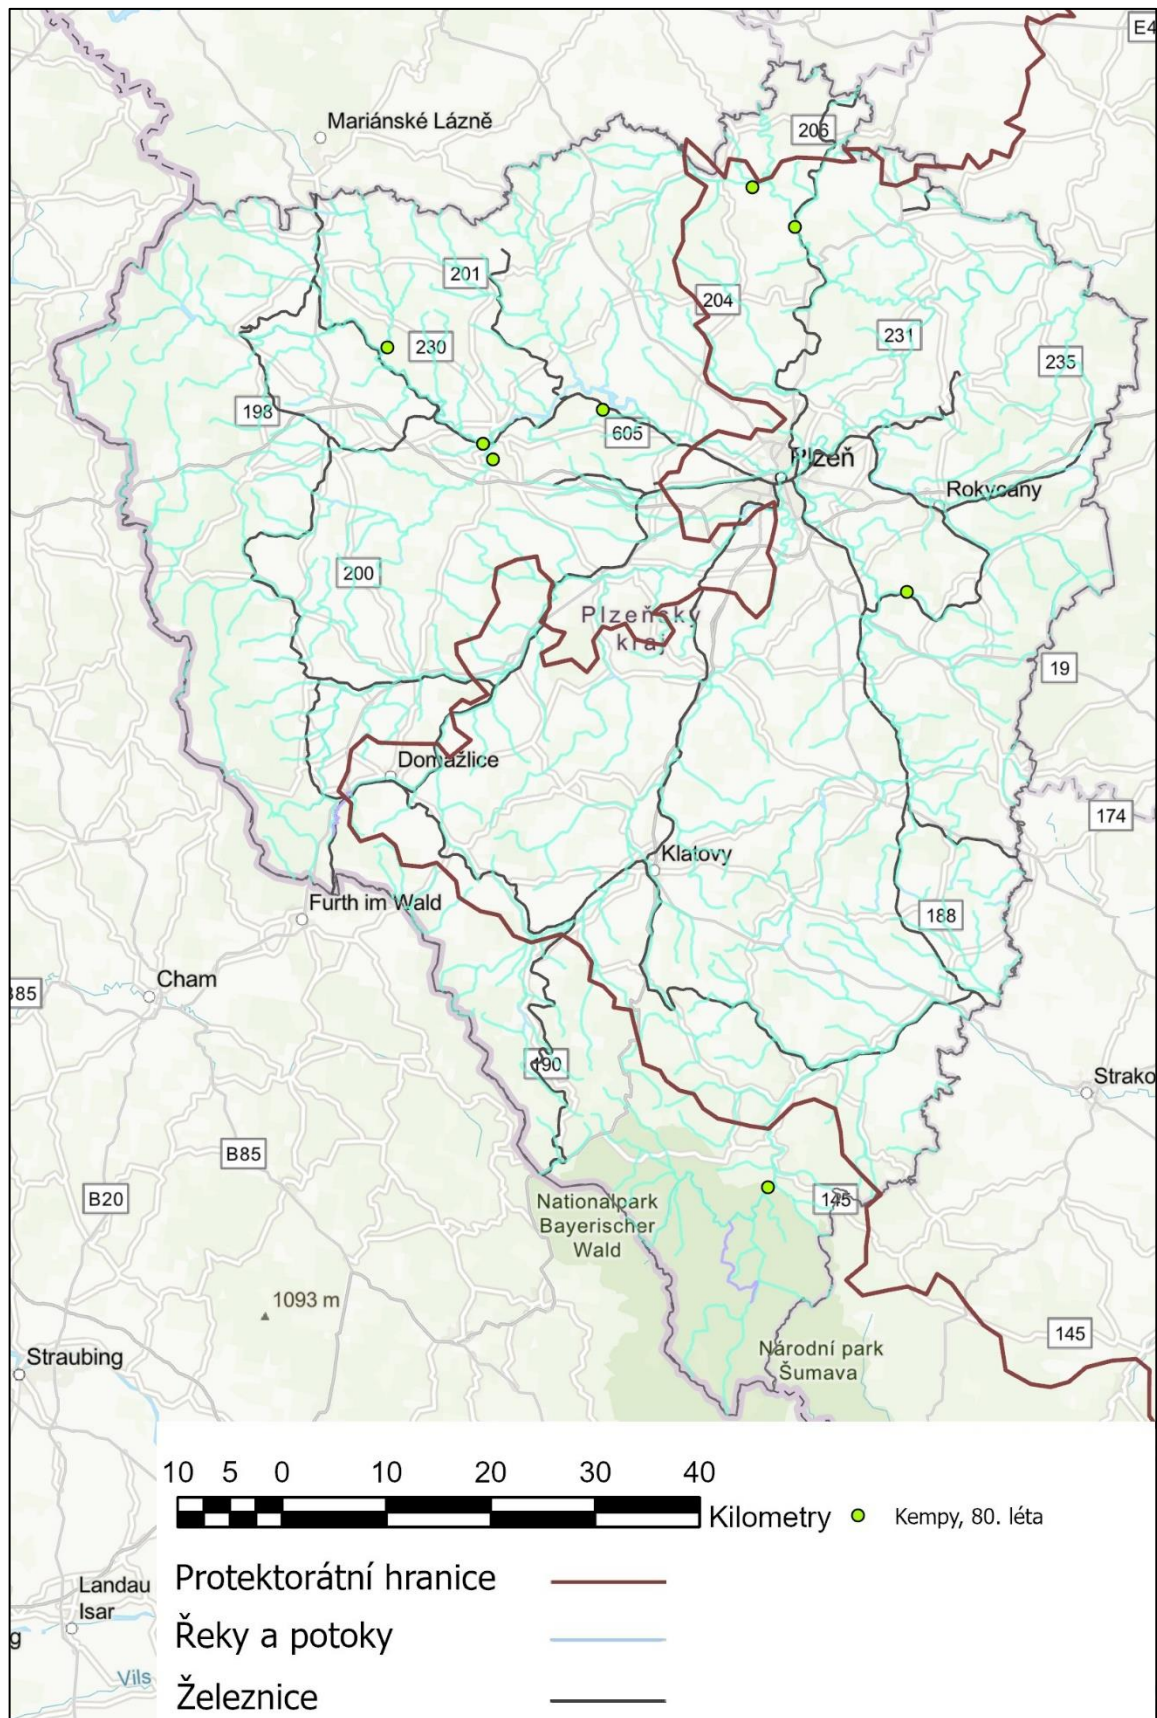 E4
Mariánské Lázně
206
201
204
230
231
235
198
605
Plzeň
Rokycany
200
Plzeňský
kraj
19
Domažlice
174
Klatovy
Furth im Wald
188
Cham
B85
190
Strako
B85
B20
Nationalpark
Bayerischer
Wald
145
1093 m
145
Straubing
Národní park
Šumava
10 5 0 10 20 30 40
Kilometry
Kempy, 80. léta
Protektorátní hranice
Landau
Isar
Řeky a potoky
g
Vils
Železnice